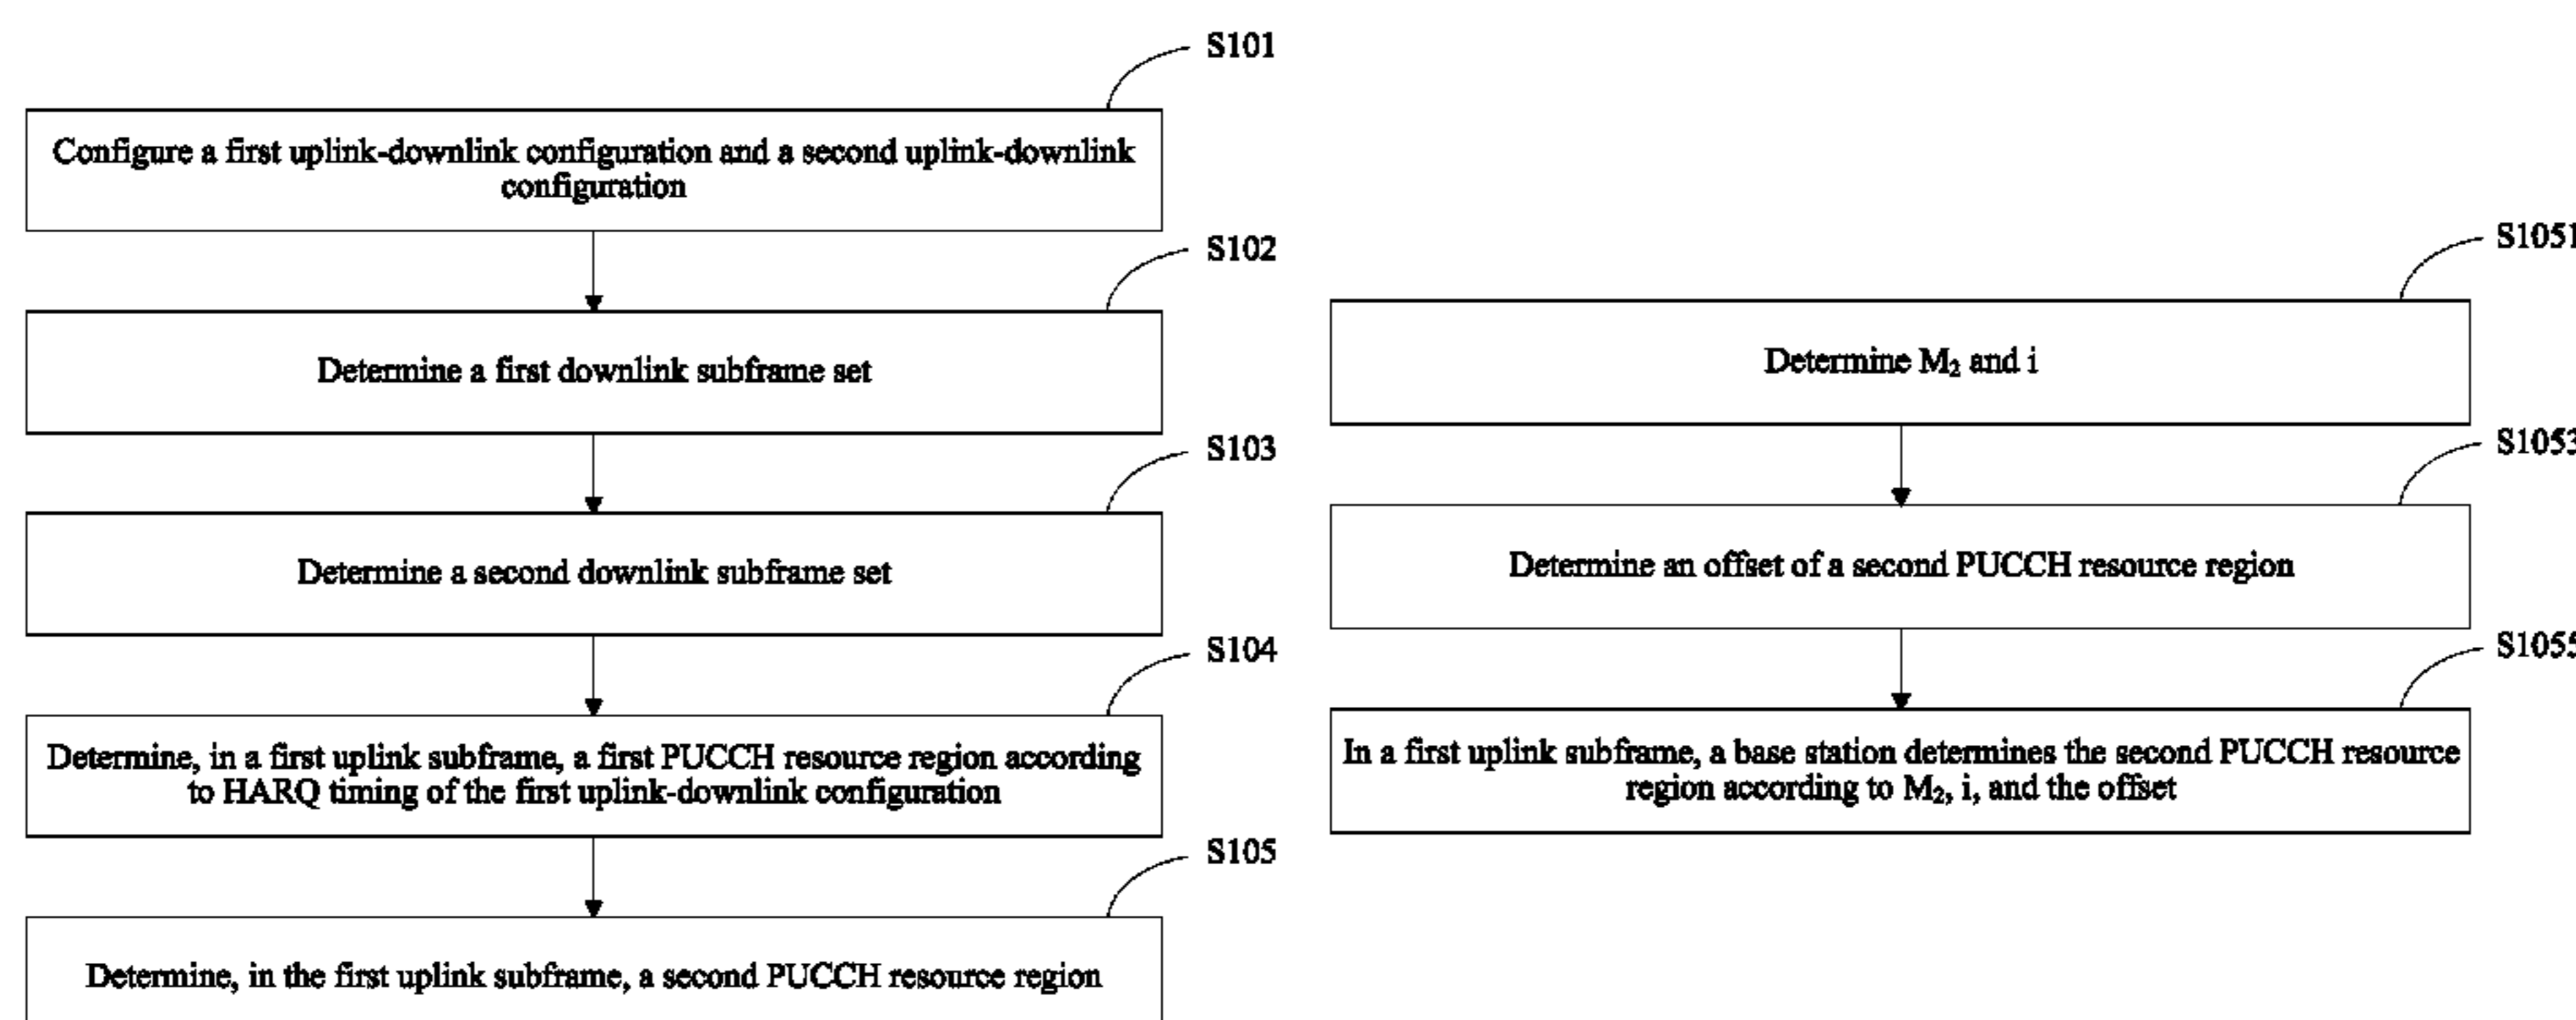 S101
Configure a first uplink-downlink configuration and a second uplink-downlink
configuration
S102
Determine a first downlink subframe set
S103
Determine a second downlink subframe set
S104
Determine, in a first uplink subframe, a first PUCCH resource region according
to HARQ timing of the first uplink-downlink configuration
S105
Determine, in the first uplink subframe, a second PUCCH resource region
S1051
Determine M₂ and i
S1053
Determine an offset of a second PUCCH resource region
S1055
In a first uplink subframe, a base station determines the second PUCCH resource
region according to M₂, i, and the offset